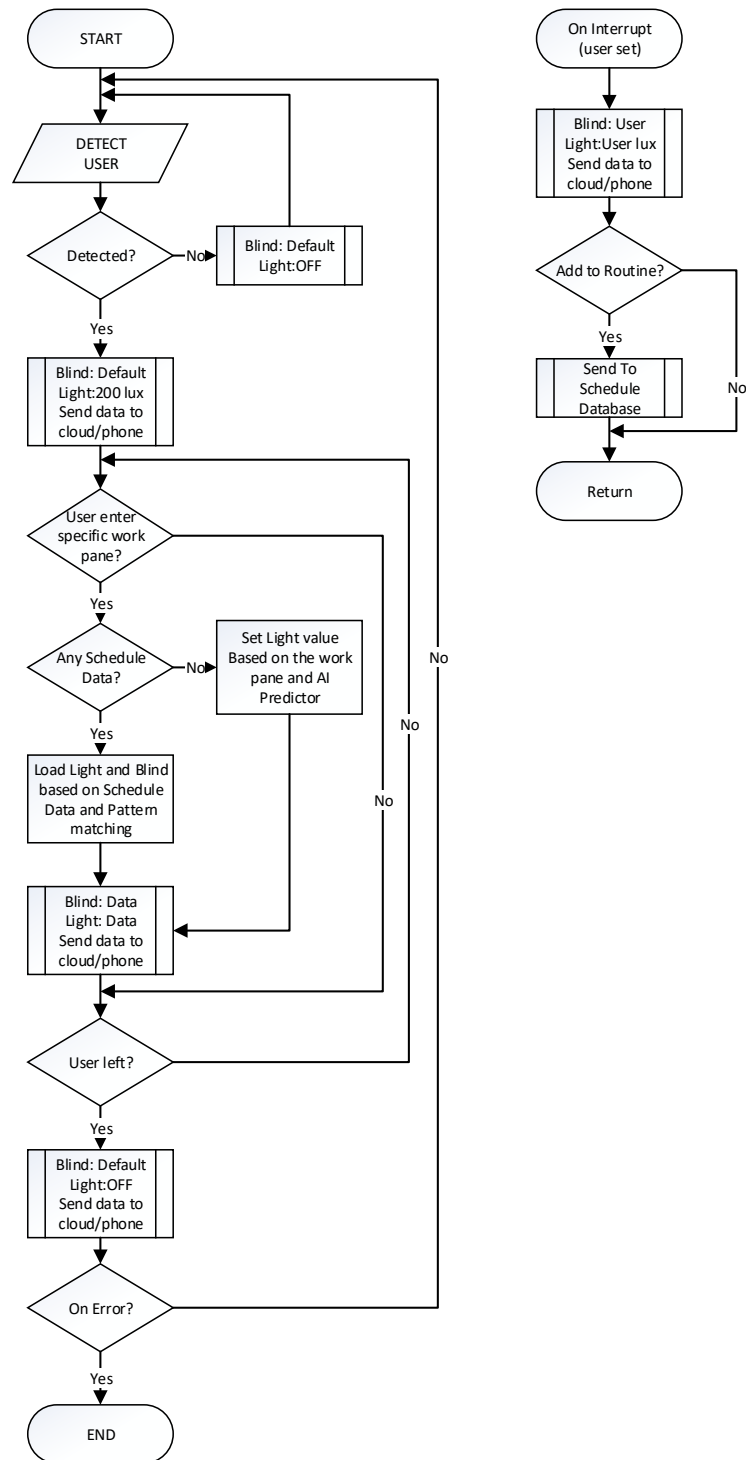 START
DETECT
USER
Detected?
No
Blind: Default
Light:OFF
Yes
Blind: Default
Light:200 lux
Send data to
cloud/phone
User enter
specific work
pane?
Yes
Any Schedule
Data?
No
Set Light value
Based on the work
pane and AI
Predictor
Yes
Load Light and Blind
based on Schedule
Data and Pattern
matching
Blind: Data
Light: Data
Send data to
cloud/phone
No
No
No
User left?
Yes
Blind: Default
Light:OFF
Send data to
cloud/phone
On Error?
Yes
END
On Interrupt
(user set)
Blind: User
Light:User lux
Send data to
cloud/phone
Add to Routine?
Yes
No
Send To
Schedule
Database
Return